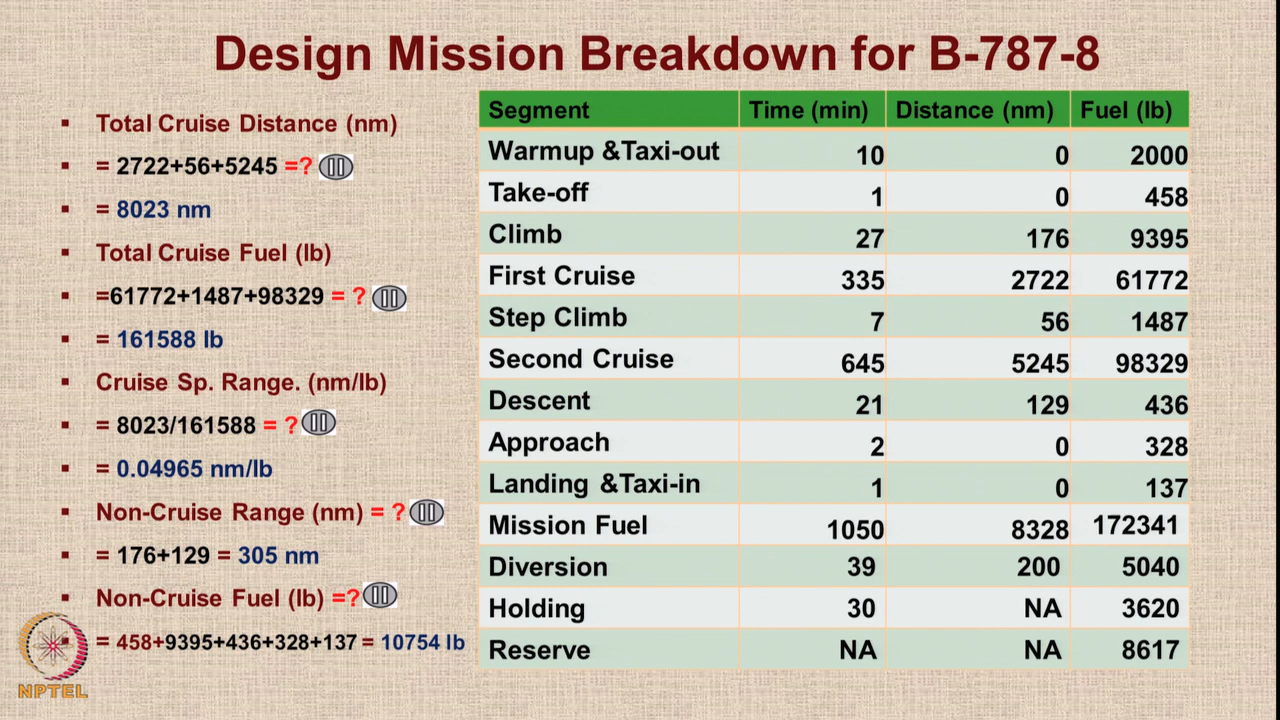 Design Mission Breakdown for B-787-8
▪ Total Cruise Distance (nm)
▪ = 2722+56+5245 =?
▪ = 8023 nm
▪ Total Cruise Fuel (lb)
▪ =61772+1487+98329 = ?
▪ = 161588 lb
▪ Cruise Sp. Range. (nm/lb)
▪ = 8023/161588 = ?
▪ = 0.04965 nm/lb
▪ Non-Cruise Range (nm) = ?
▪ = 176+129 = 305 nm
▪ Non-Cruise Fuel (lb) =?
▪ = 458+9395+436+328+137 = 10754 lb
NPTEL
Segment Time (min) Distance (nm) Fuel (lb)
Warmup &Taxi-out 10 0 2000
Take-off 1 0 458
Climb 27 176 9395
First Cruise 335 2722 61772
Step Climb 7 56 1487
Second Cruise 645 5245 98329
Descent 21 129 436
Approach 2 0 328
Landing &Taxi-in 1 0 137
Mission Fuel 1050 8328 172341
Diversion 39 200 5040
Holding 30 NA 3620
Reserve NA NA 8617